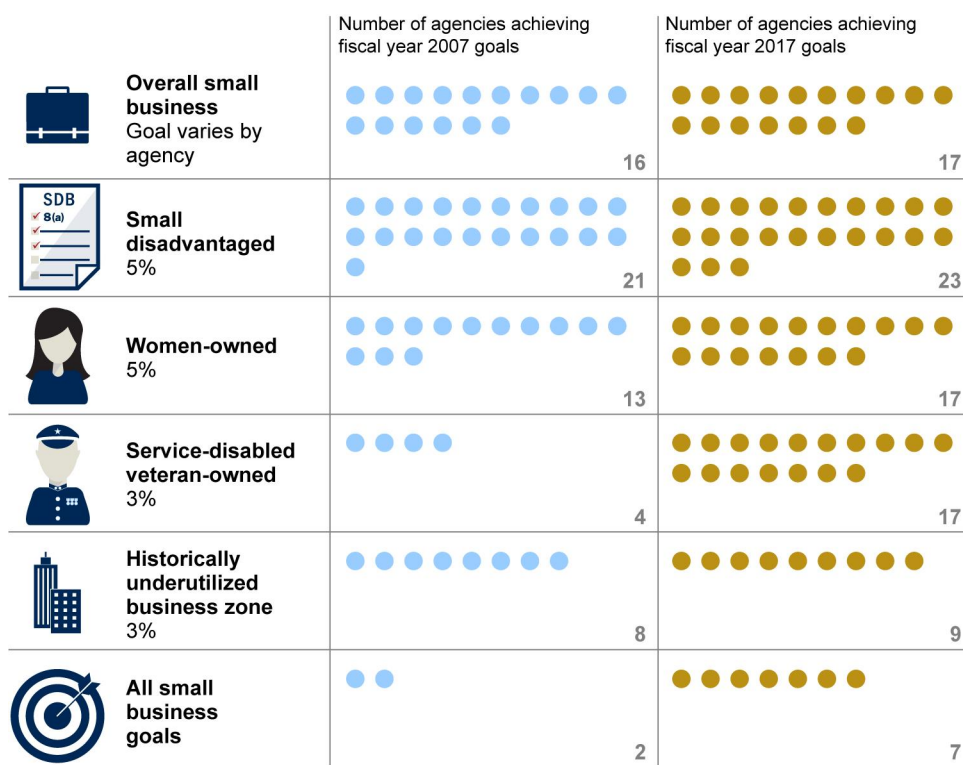 Number of agencies achieving
fiscal year 2007 goals
Number of agencies achieving
fiscal year 2017 goals
Overall small
business
Goal varies by
agency
16
17
SDB
8(a)
Small
disadvantaged
5%
21
23
Women-owned
5%
13
17
Service-disabled
veteran-owned
3%
4
17
Historically
underutilized
business zone
3%
8
9
All small
business
goals
2
7